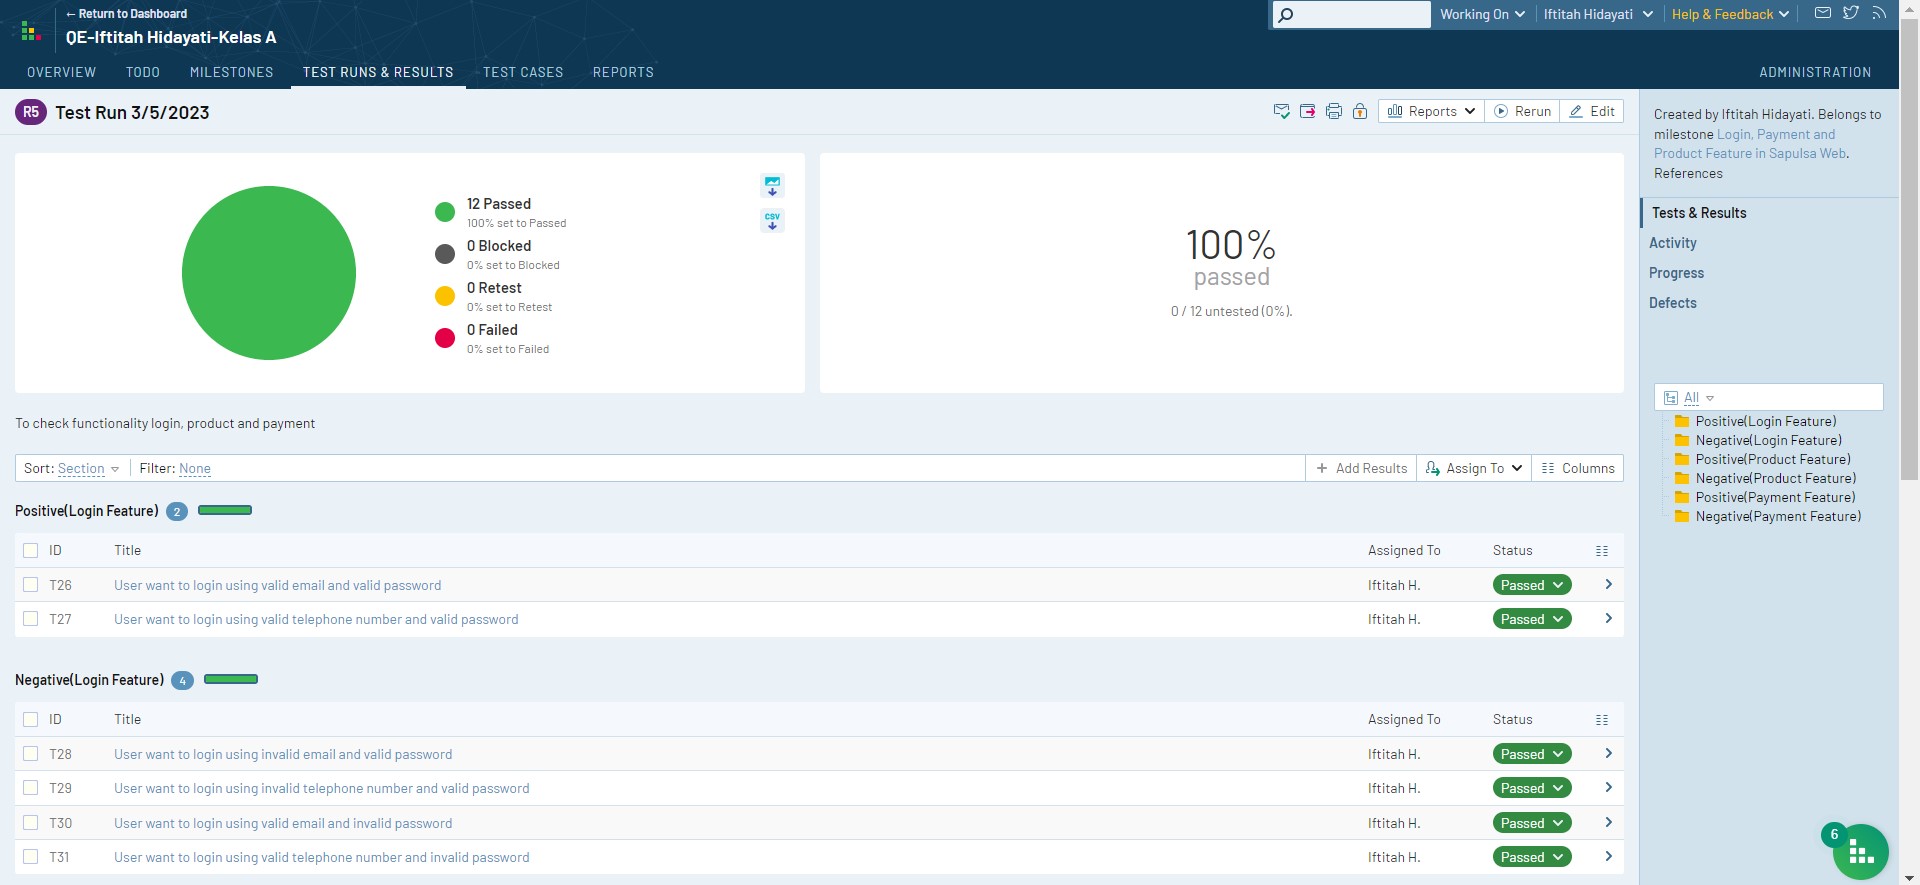 ← Return to Dashboard
QE-Iftitah Hidayati-Kelas A
Working On
Iftitah Hidayati
Help & Feedback
OVERVIEW TODO MILESTONES TEST RUNS & RESULTS TEST CASES REPORTS ADMINISTRATION
R5 Test Run 3/5/2023
Reports Rerun Edit
12 Passed
100% set to Passed
0 Blocked
0% set to Blocked
0 Retest
0% set to Retest
0 Failed
0% set to Failed
CSV
100%
passed
0 / 12 untested (0%).
To check functionality login, product and payment
Sort: Section Filter: None + Add Results Assign To Columns
Positive(Login Feature) 2
ID Title Assigned To Status
T26 User want to login using valid email and valid password Iftitah H. Passed
T27 User want to login using valid telephone number and valid password Iftitah H. Passed
Negative(Login Feature) 4
ID Title Assigned To Status
T28 User want to login using invalid email and valid password Iftitah H. Passed
T29 User want to login using invalid telephone number and valid password Iftitah H. Passed
T30 User want to login using valid email and invalid password Iftitah H. Passed
T31 User want to login using valid telephone number and invalid password Iftitah H. Passed
Created by Iftitah Hidayati. Belongs to
milestone Login, Payment and
Product Feature in Sapulsa Web.
References
Tests & Results
Activity
Progress
Defects
All
Positive(Login Feature)
Negative(Login Feature)
Positive(Product Feature)
Negative(Product Feature)
Positive(Payment Feature)
Negative(Payment Feature)
6